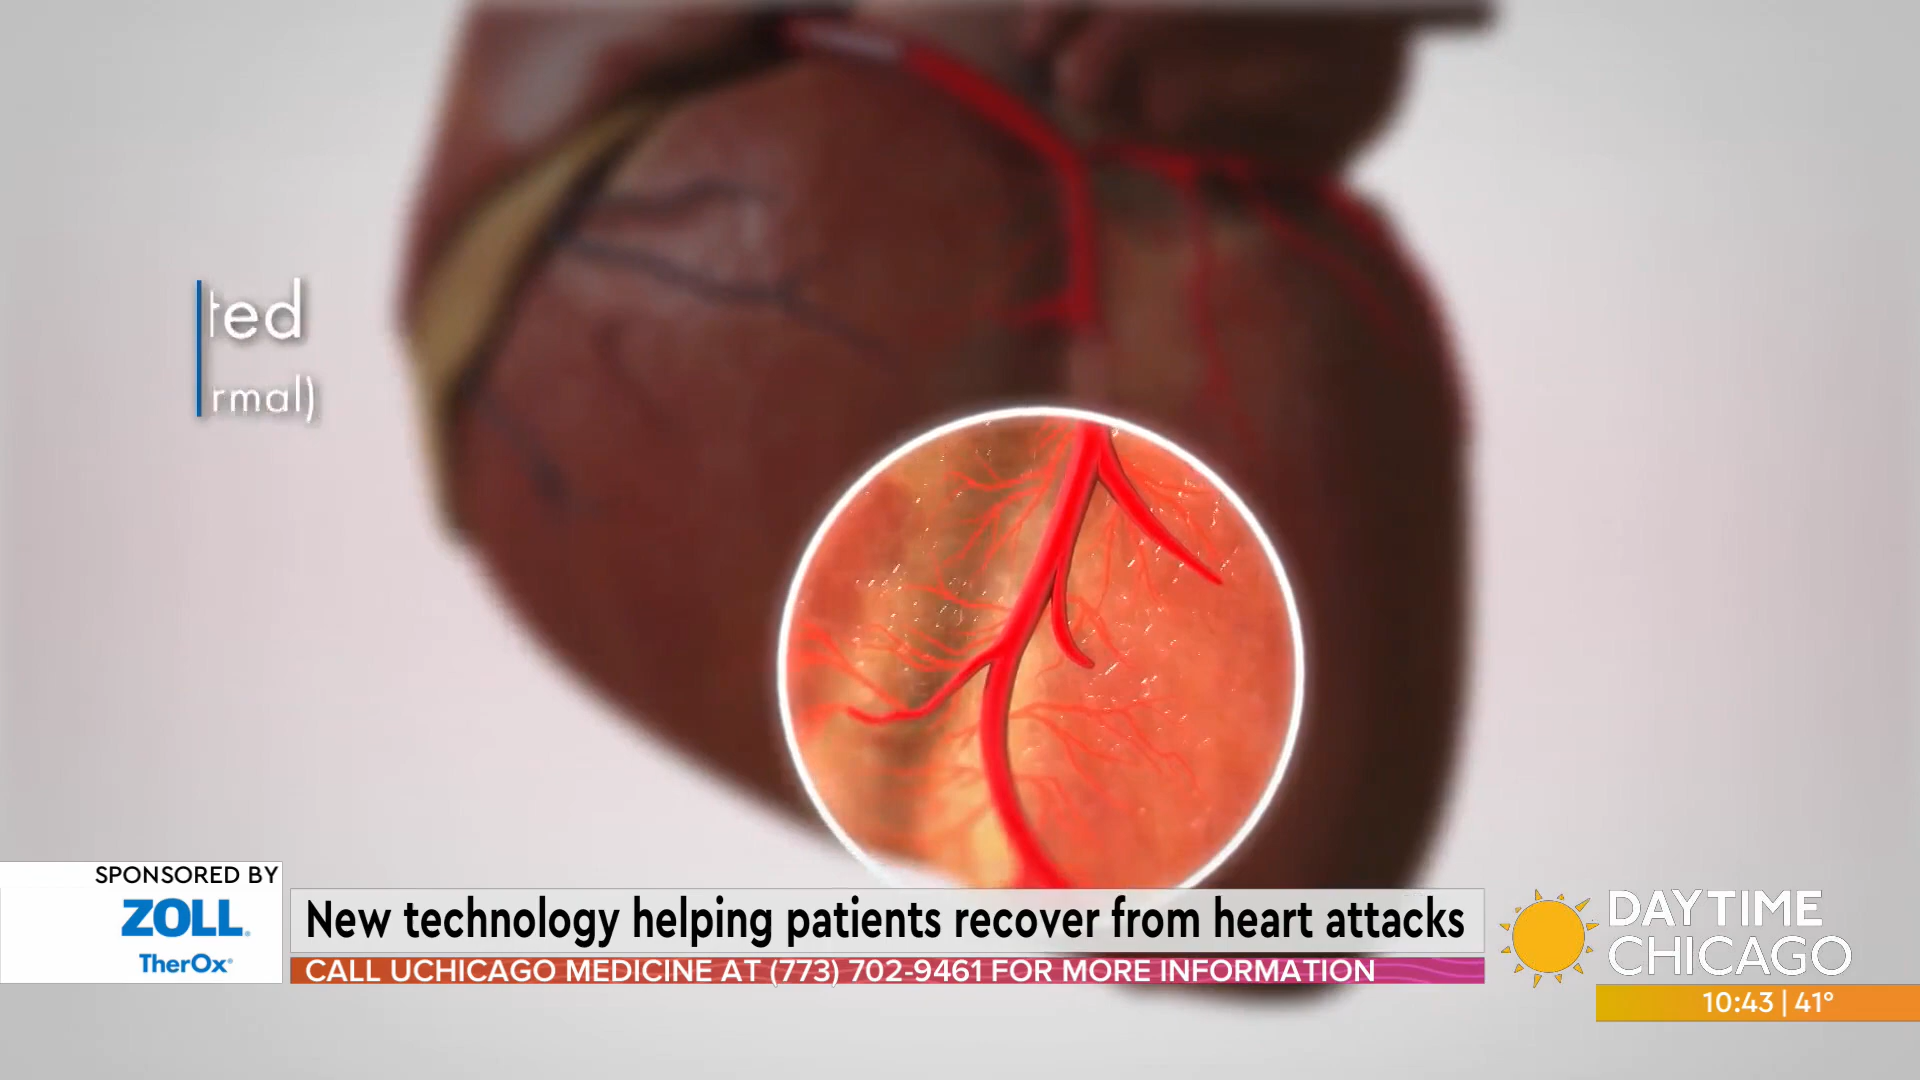 ted
rmal)
SPONSORED BY
ZOLL
TherOx®
New technology helping patients recover from heart attacks
CALL UCHICAGO MEDICINE AT (773) 702-9461 FOR MORE INFORMATION
DAYTIME
CHICAGO
10:43 | 41°